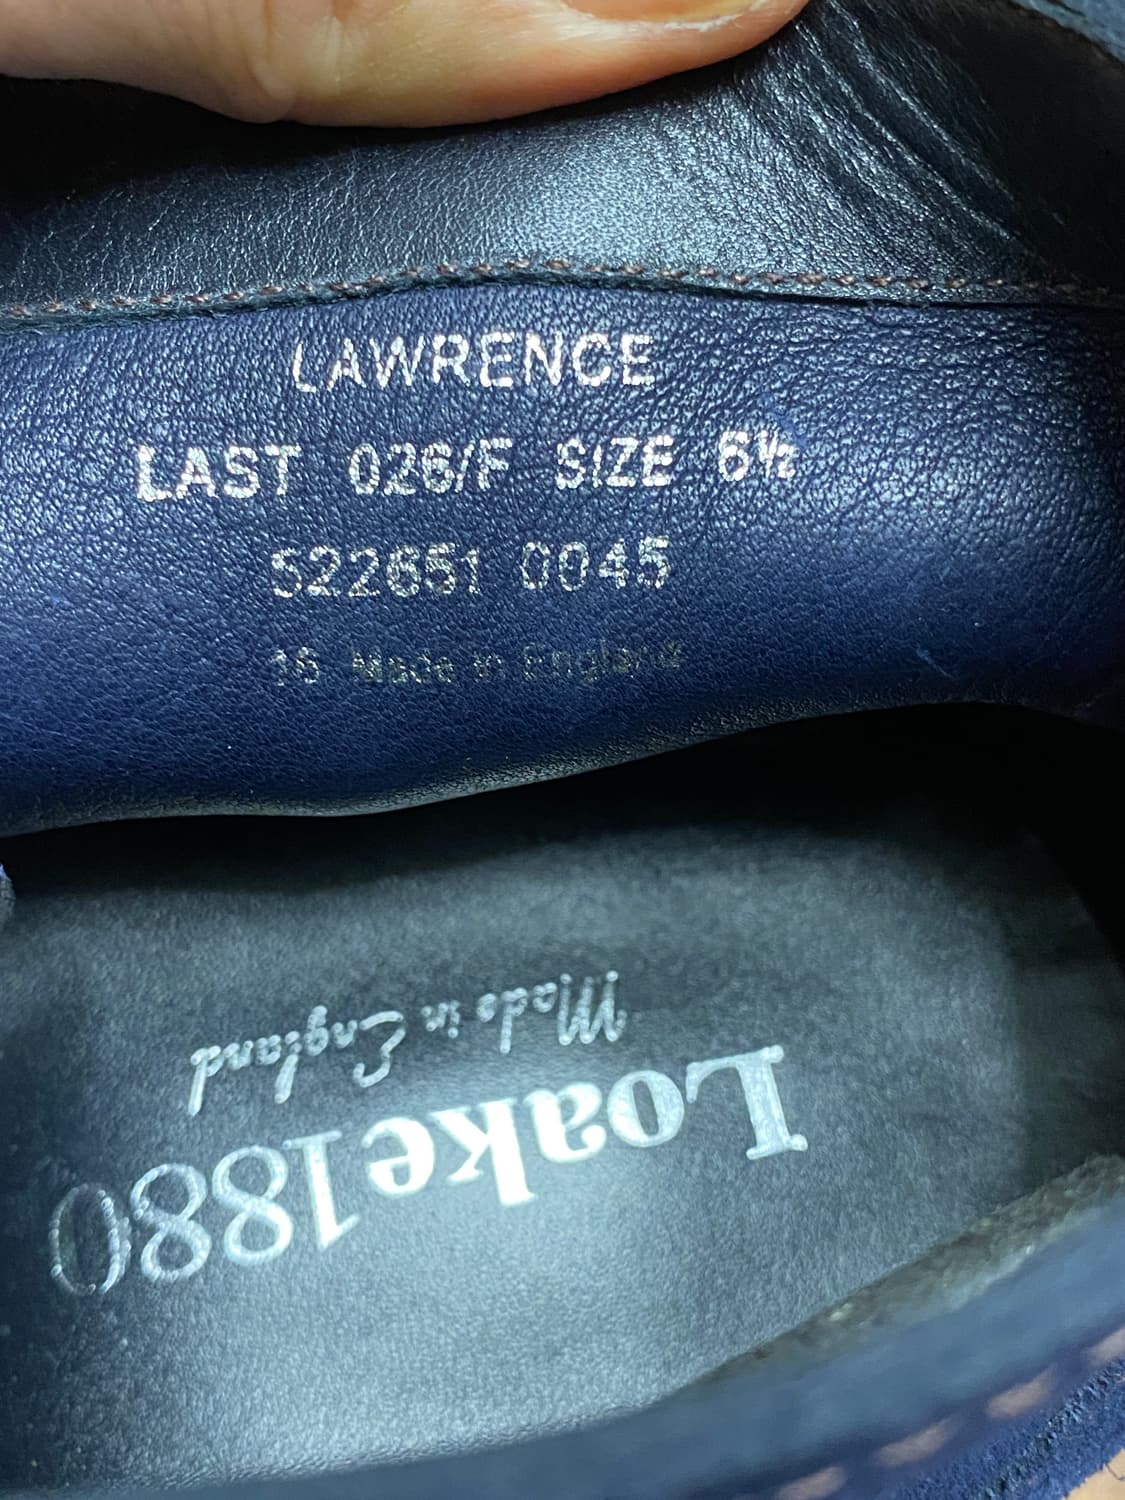 LAWRENCE
LAST 026/F SIZE 6½
522651 0045
16 Made in England
Loake1880
Made in England